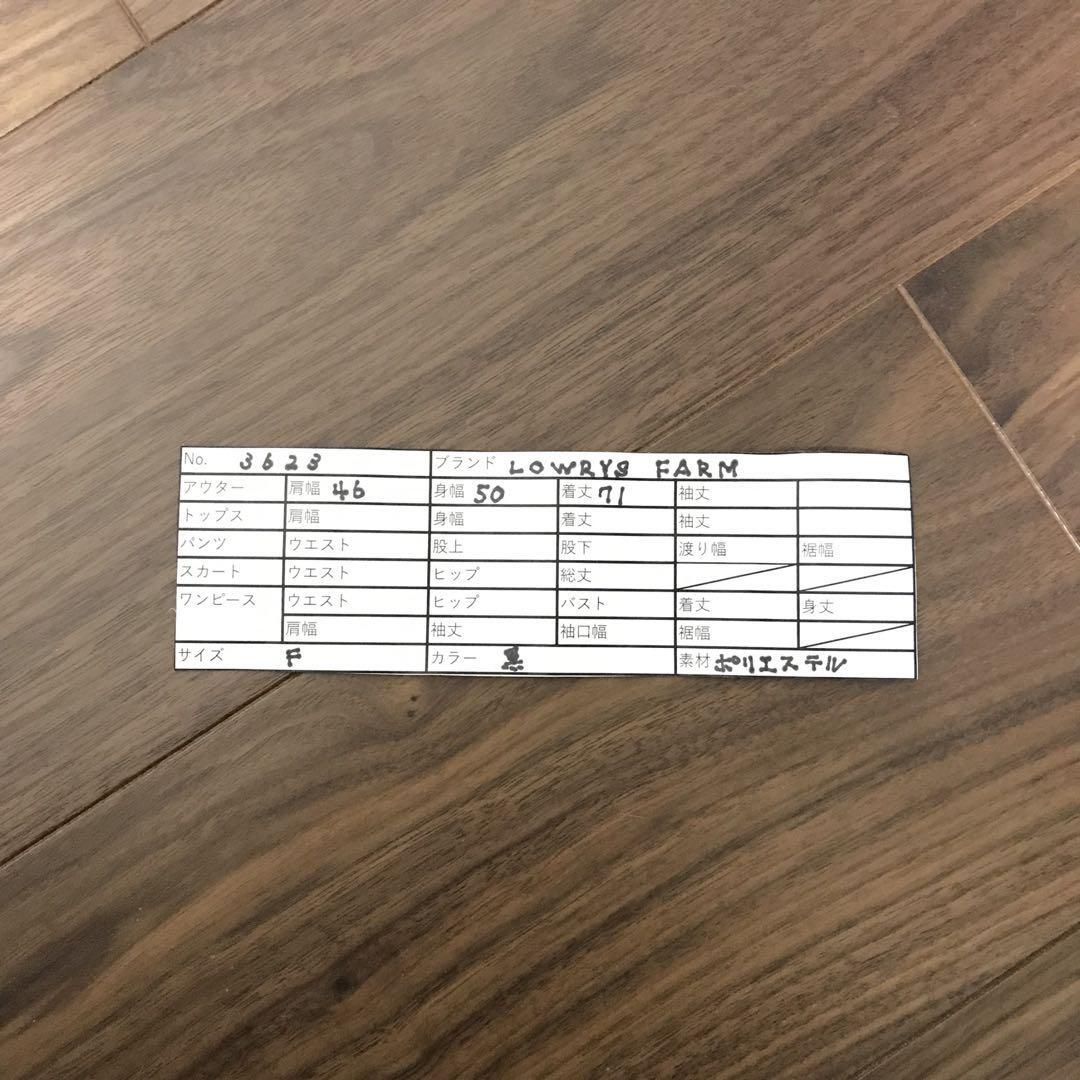 No. 3623 ブランド LOWRYS FARM
アウター 肩幅 46 身幅 50 着丈 71 袖丈
トップス 肩幅 身幅 着丈 袖丈
パンツ ウエスト 股上 股下 渡り幅 裾幅
スカート ウエスト ヒップ 総丈
ワンピース ウエスト ヒップ バスト 着丈 身丈
肩幅 袖丈 袖口幅 裾幅
サイズ F カラー 黒 素材 ポリエステル